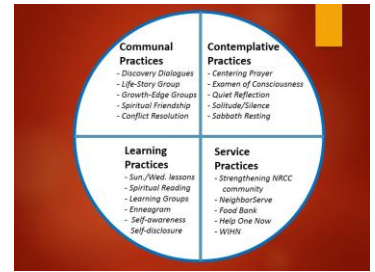 Communal
Practices
- Discovery Dialogues
- Life-Story Group
- Growth-Edge Groups
- Spiritual Friendship
- Conflict Resolution
Contemplative
Practices
- Centering Prayer
- Examen of Consciousness
- Quiet Reflection
- Solitude/Silence
- Sabbath Resting
Learning
Practices
- Sun./Wed. lessons
- Spiritual Reading
- Learning Groups
- Enneagram
- Self-awareness
Self-disclosure
Service
Practices
- Strengthening NRCC
community
- NeighborServe
- Food Bank
- Help One Now
- WIHN